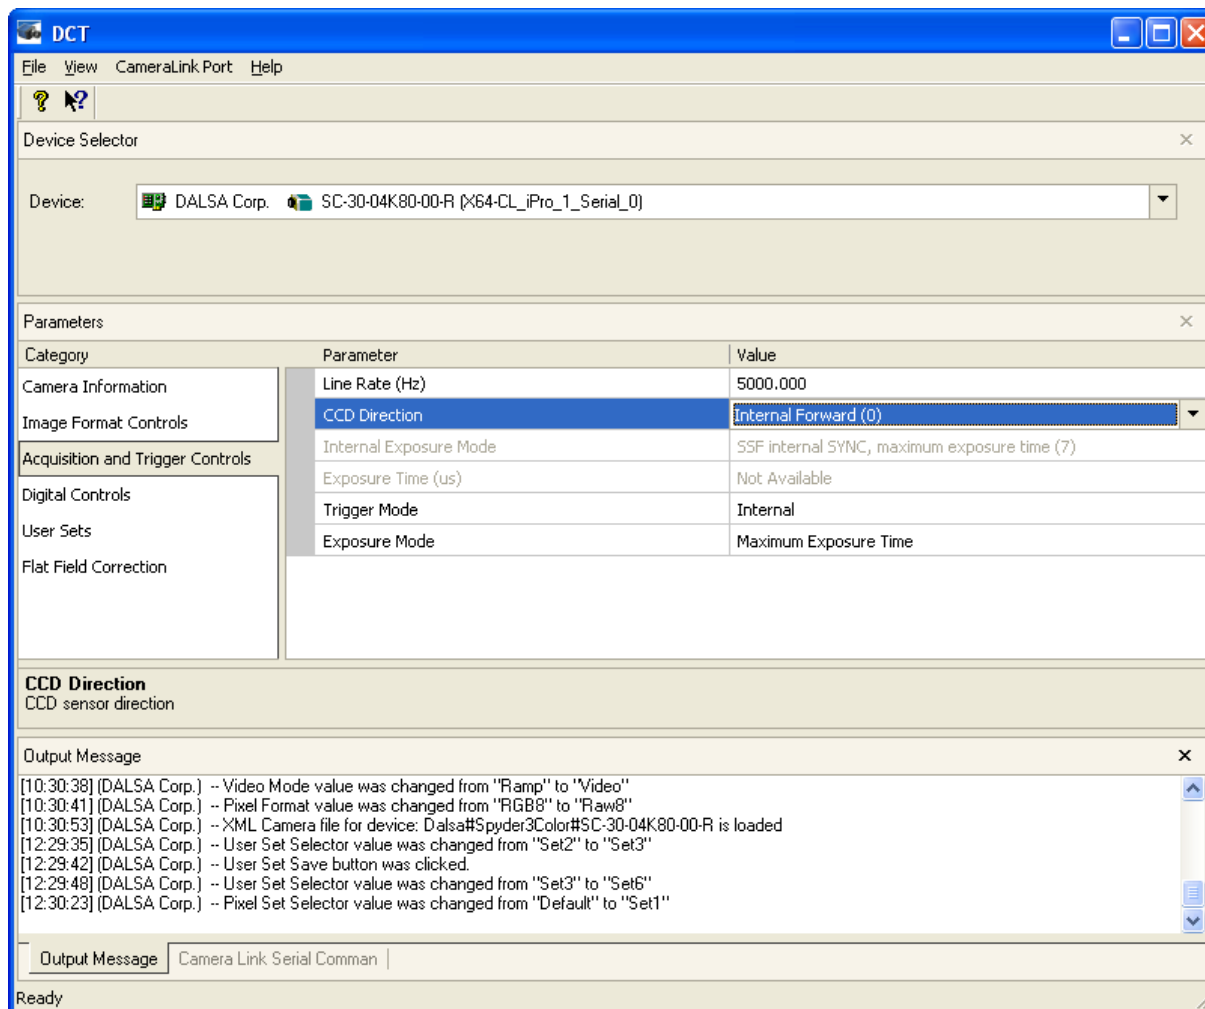 DCT
File View CameraLink Port Help
Device Selector
Device: DALSA Corp. SC-30-04K80-00-R (X64-CL_iPro_1_Serial_0)
Parameters
Category Parameter Value
Camera Information Line Rate (Hz) 5000.000
CCD Direction Internal Forward (0)
Image Format Controls
Internal Exposure Mode SSF internal SYNC, maximum exposure time (7)
Acquisition and Trigger Controls
Exposure Time (us) Not Available
Digital Controls
Trigger Mode Internal
User Sets
Exposure Mode Maximum Exposure Time
Flat Field Correction
CCD Direction
CCD sensor direction
Output Message
[10:30:38] (DALSA Corp.) -- Video Mode value was changed from "Ramp" to "Video"
[10:30:41] (DALSA Corp.) -- Pixel Format value was changed from "RGB8" to "Raw8"
[10:30:53] (DALSA Corp.) -- XML Camera file for device: Dalsa#Spyder3Color#SC-30-04K80-00-R is loaded
[12:29:35] (DALSA Corp.) -- User Set Selector value was changed from "Set2" to "Set3"
[12:29:42] (DALSA Corp.) -- User Set Save button was clicked.
[12:29:48] (DALSA Corp.) -- User Set Selector value was changed from "Set3" to "Set6"
[12:30:23] (DALSA Corp.) -- Pixel Set Selector value was changed from "Default" to "Set1"
Output Message Camera Link Serial Comman
Ready